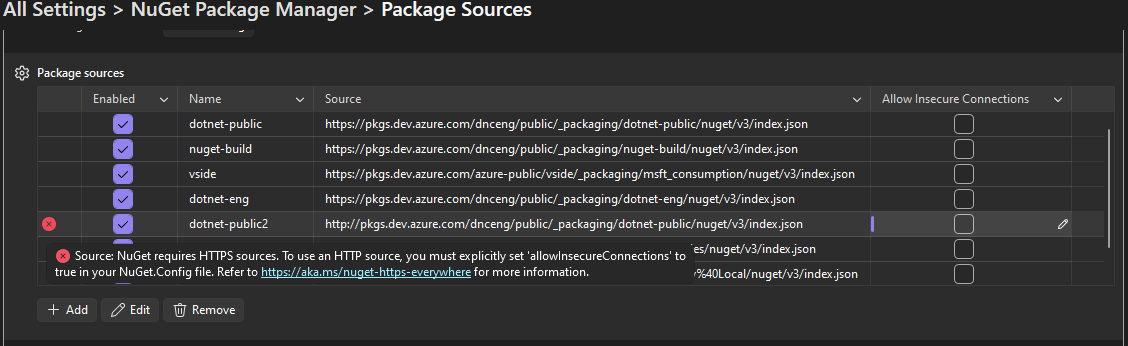 All Settings > NuGet Package Manager > Package Sources
Package sources
Enabled Name Source Allow Insecure Connections
dotnet-public https://pkgs.dev.azure.com/dnceng/public/_packaging/dotnet-public/nuget/v3/index.json
nuget-build https://pkgs.dev.azure.com/dnceng/public/_packaging/nuget-build/nuget/v3/index.json
vside https://pkgs.dev.azure.com/azure-public/vside/_packaging/msft_consumption/nuget/v3/index.json
dotnet-eng https://pkgs.dev.azure.com/dnceng/public/_packaging/dotnet-eng/nuget/v3/index.json
dotnet-public2 http://pkgs.dev.azure.com/dnceng/public/_packaging/dotnet-public/nuget/v3/index.json
es/nuget/v3/index.json
Source: NuGet requires HTTPS sources. To use an HTTP source, you must explicitly set 'allowInsecureConnections' to
true in your NuGet.Config file. Refer to https://aka.ms/nuget-https-everywhere for more information.
y%40Local/nuget/v3/index.json
Add Edit Remove